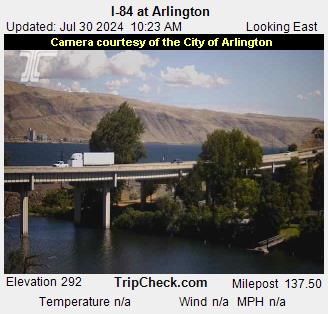 I-84 at Arlington
Updated: Jul 30 2024 10:23 AM Looking East
Camera courtesy of the City of Arlington
Elevation 292 TripCheck.com Milepost 137.50
Temperature n/a Wind n/a MPH n/a